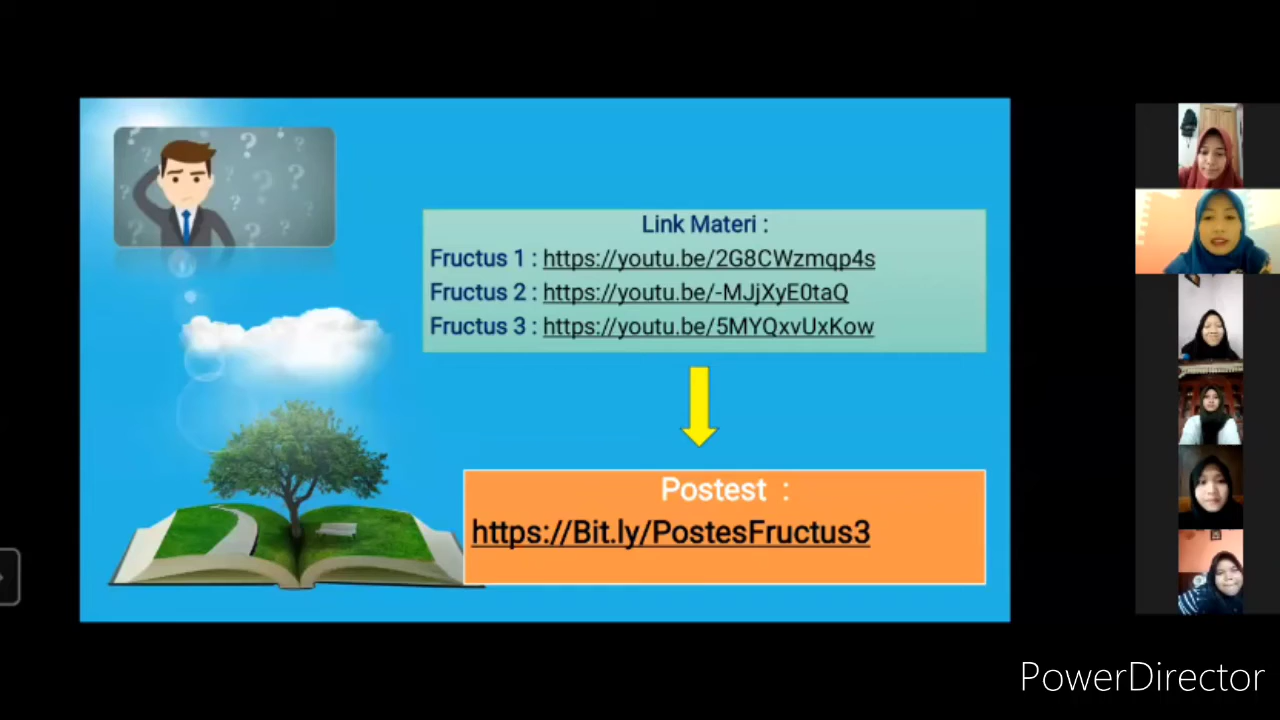 Link Materi :
Fructus 1 : https://youtu.be/2G8CWzmqp4s
Fructus 2 : https://youtu.be/-MJjXyE0taQ
Fructus 3 : https://youtu.be/5MYQxvUxKow
Postest :
https://Bit.ly/PostesFructus3
PowerDirector